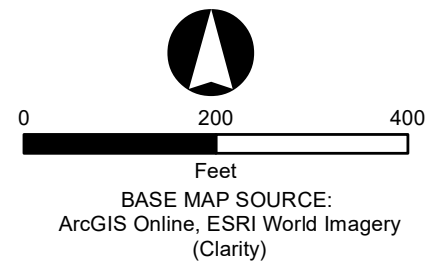 0 200 400
Feet
BASE MAP SOURCE:
ArcGIS Online, ESRI World Imagery
(Clarity)